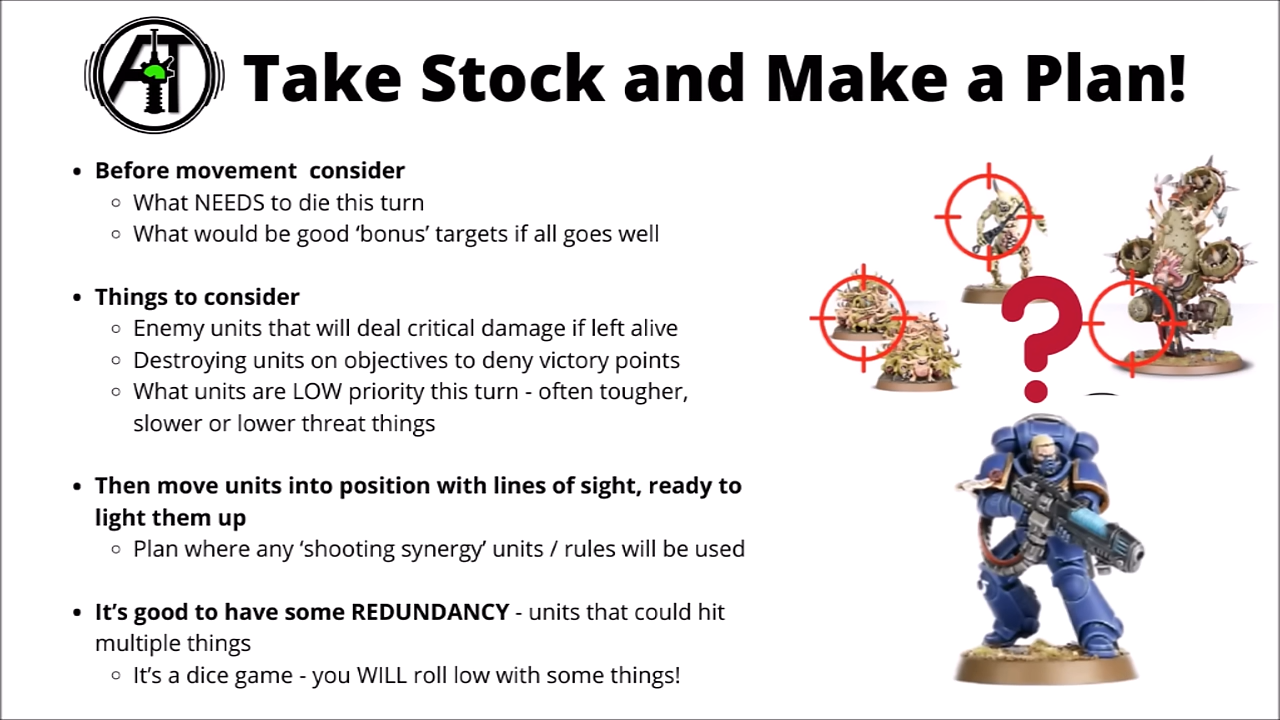 AT
Take Stock and Make a Plan!
• Before movement  consider
○ What NEEDS to die this turn
○ What would be good ‘bonus’ targets if all goes well
• Things to consider
○ Enemy units that will deal critical damage if left alive
○ Destroying units on objectives to deny victory points
○ What units are LOW priority this turn - often tougher,
slower or lower threat things
• Then move units into position with lines of sight, ready to
light them up
○ Plan where any ‘shooting synergy’ units / rules will be used
• It’s good to have some REDUNDANCY - units that could hit
multiple things
○ It’s a dice game - you WILL roll low with some things!
?